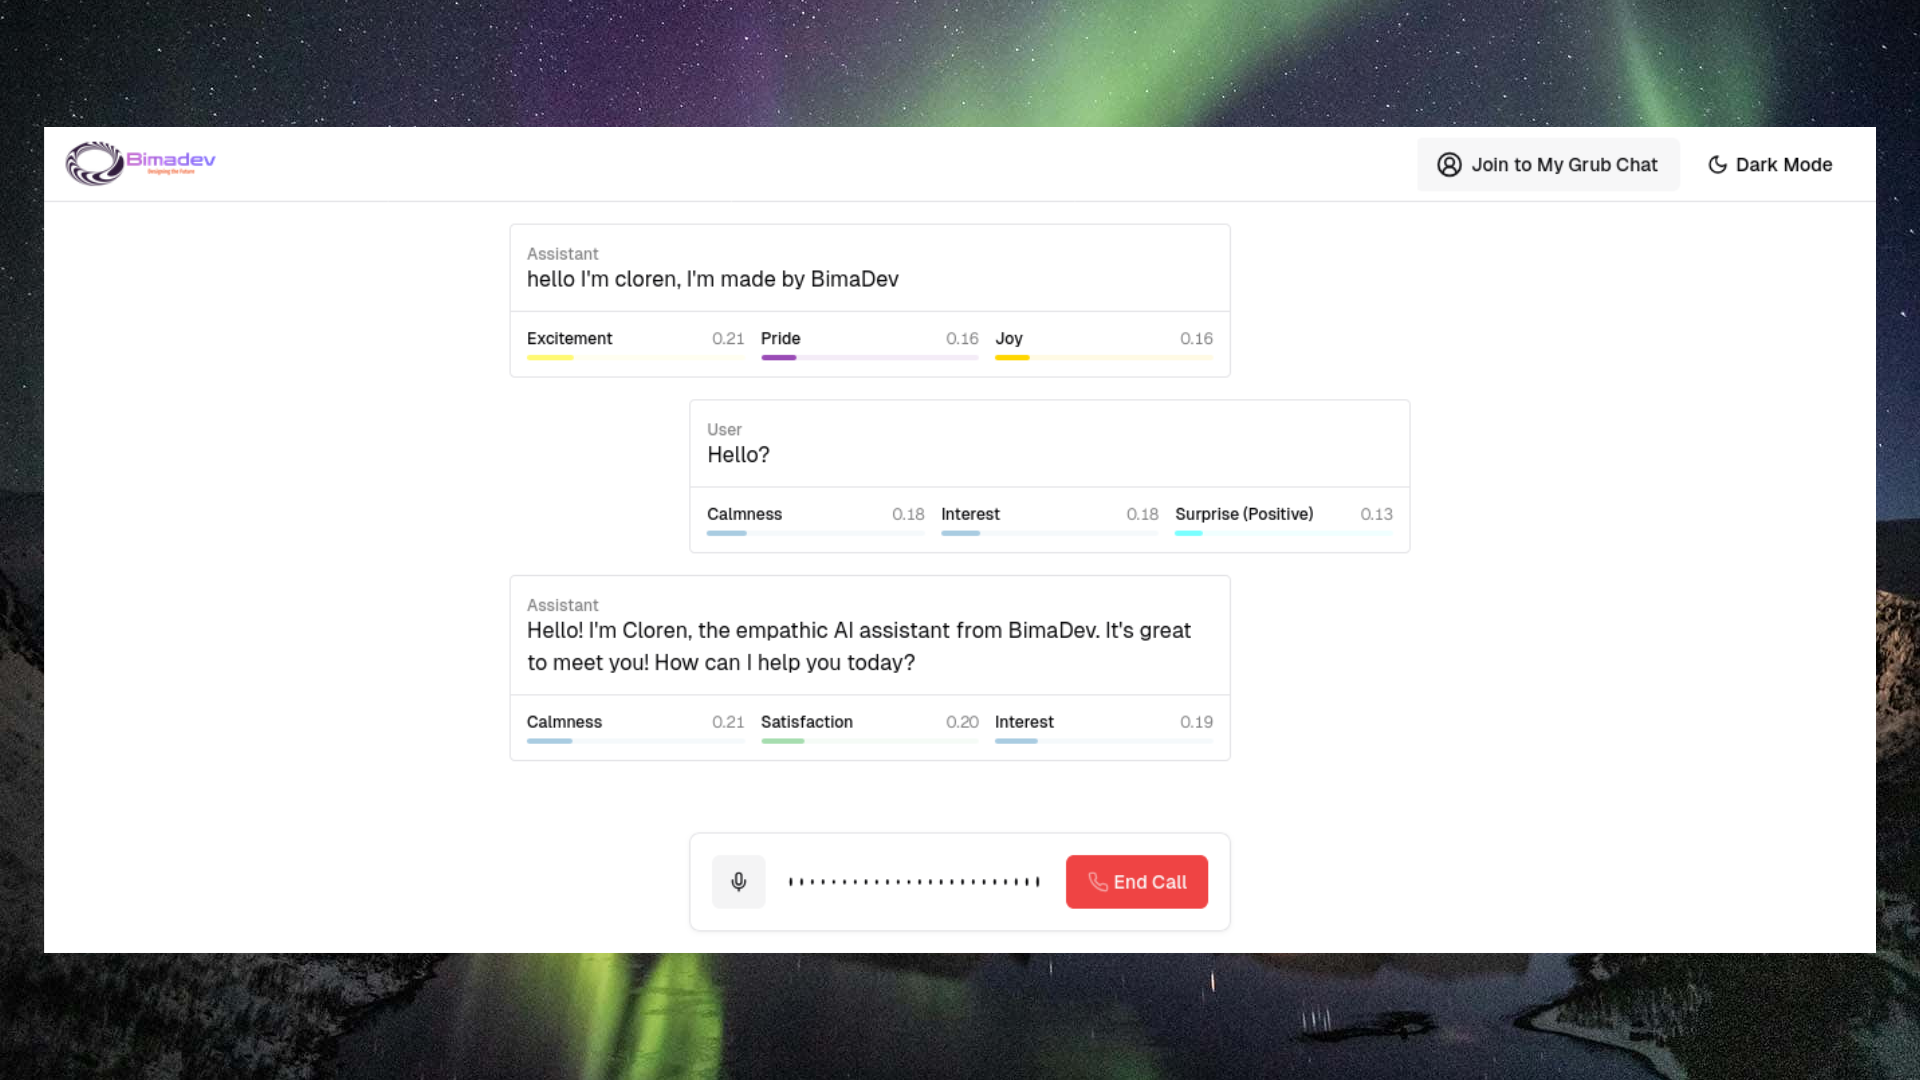 Bimadev
Designing the Future
Join to My Grub Chat
Dark Mode
Assistant
hello I'm cloren, I'm made by BimaDev
Excitement 0.21 Pride 0.16 Joy 0.16
User
Hello?
Calmness 0.18 Interest 0.18 Surprise (Positive) 0.13
Assistant
Hello! I'm Cloren, the empathic AI assistant from BimaDev. It's great
to meet you! How can I help you today?
Calmness 0.21 Satisfaction 0.20 Interest 0.19
End Call